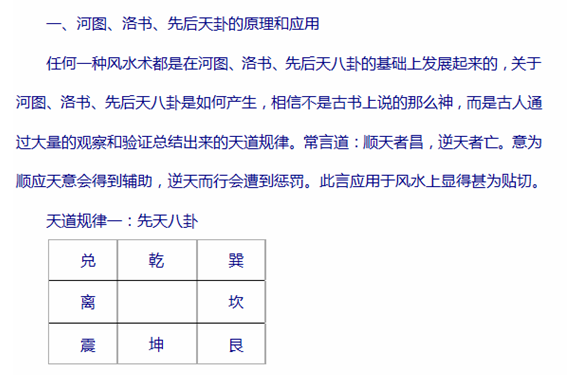 一、河图、洛书、先后天卦的原理和应用
任何一种风水术都是在河图、洛书、先后天八卦的基础上发展起来的，关于
河图、洛书、先后天八卦是如何产生，相信不是古书上说的那么神，而是古人通
过大量的观察和验证总结出来的天道规律。常言道：顺天者昌，逆天者亡。意为
顺应天意会得到辅助，逆天而行会遭到惩罚。此言应用于风水上显得甚为贴切。
天道规律一：先天八卦
兑 乾 巽
离 坎
震 坤 艮